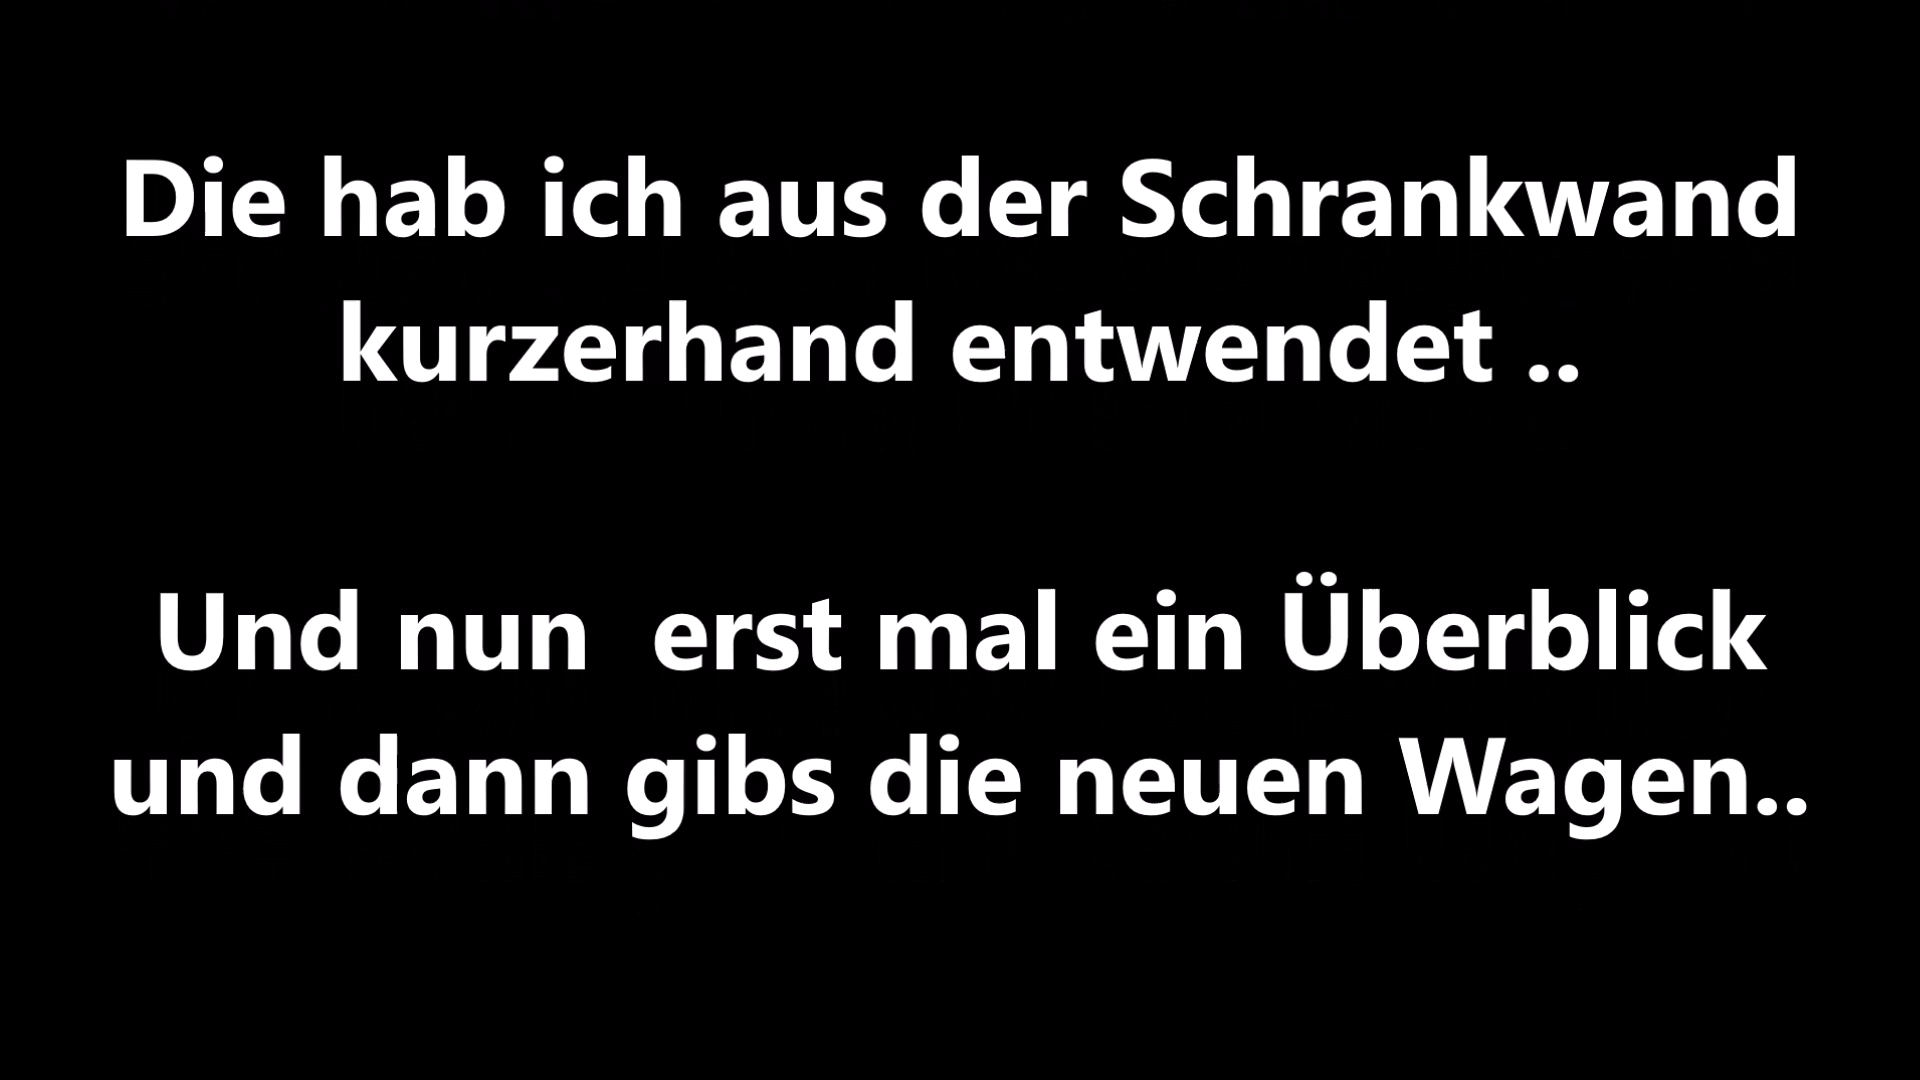 Die hab ich aus der Schrankwand
kurzerhand entwendet ..
Und nun  erst mal ein Überblick
und dann gibs die neuen Wagen..